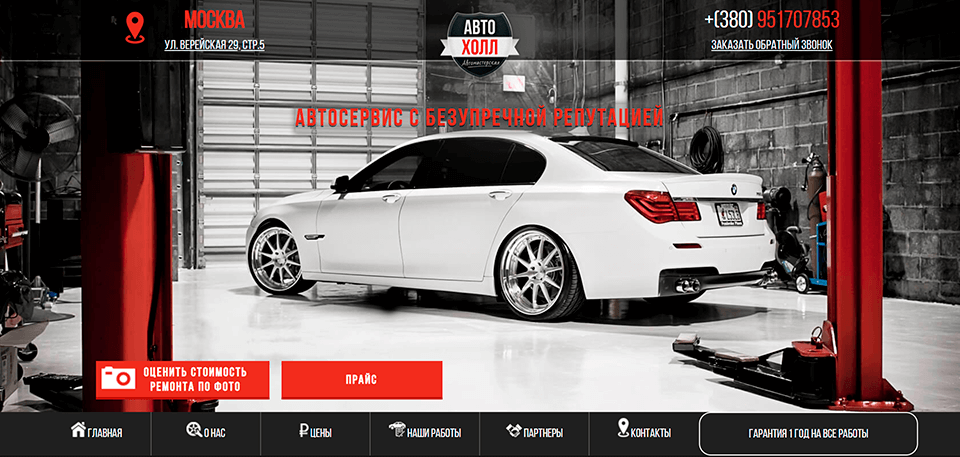 МОСКВА
УЛ. ВЕРЕЙСКАЯ 29, СТР.5
АВТО
ХОЛЛ
Автомастерская
+(380) 951707853
ЗАКАЗАТЬ ОБРАТНЫЙ ЗВОНОК
АВТОСЕРВИС С БЕЗУПРЕЧНОЙ РЕПУТАЦИЕЙ
ОЦЕНИТЬ СТОИМОСТЬ
РЕМОНТА ПО ФОТО
ПРАЙС
ГЛАВНАЯ
О НАС
ЦЕНЫ
НАШИ РАБОТЫ
ПАРТНЕРЫ
КОНТАКТЫ
ГАРАНТИЯ 1 ГОД НА ВСЕ РАБОТЫ